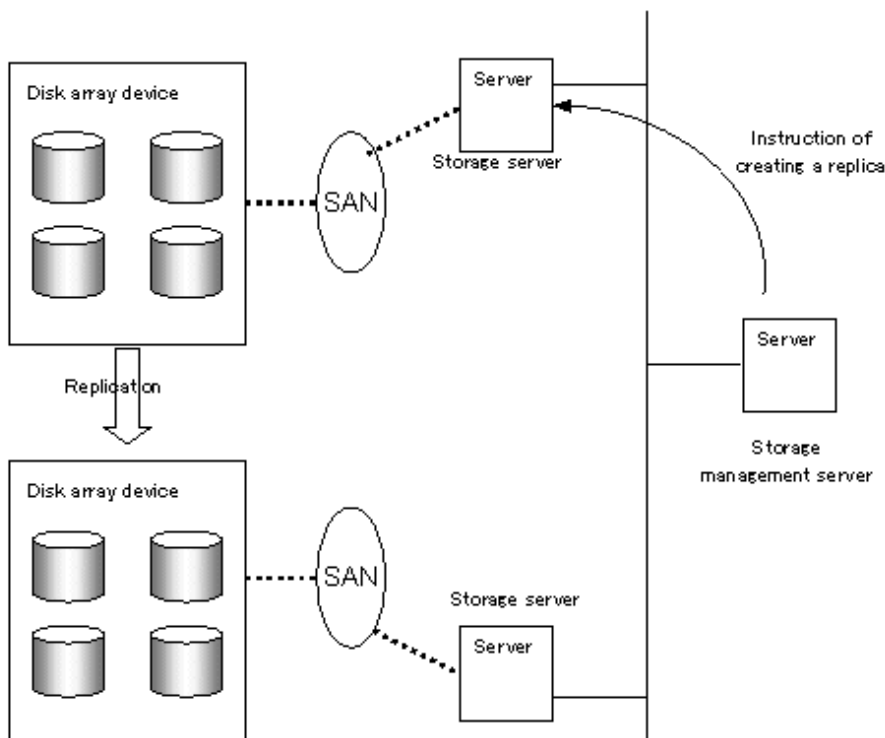 Disk array device
Server
Storage server
SAN
Instruction of
creating a replica
Server
Storage
management server
Replication
Disk array device
SAN
Storage server
Server